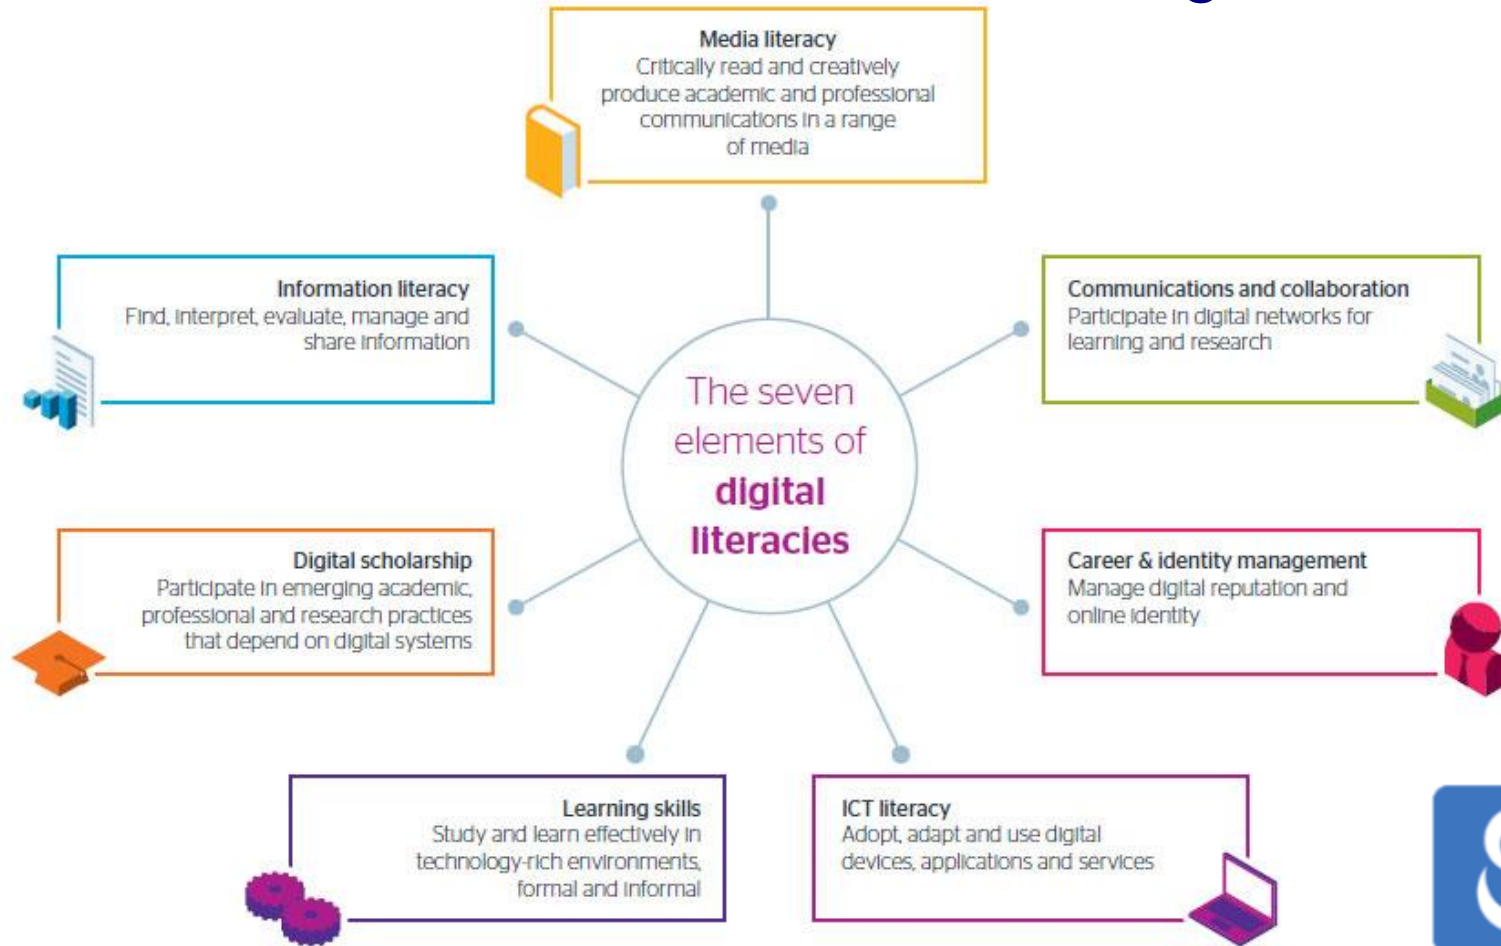 Media literacy
Critically read and creatively
produce academic and professional
communications in a range
of media
Information literacy
Find, interpret, evaluate, manage and
share information
Communications and collaboration
Participate in digital networks for
learning and research
The seven
elements of
digital
literacies
Digital scholarship
Participate in emerging academic,
professional and research practices
that depend on digital systems
Career & identity management
Manage digital reputation and
online identity
Learning skills
Study and learn effectively in
technology-rich environments,
formal and informal
ICT literacy
Adopt, adapt and use digital
devices, applications and services